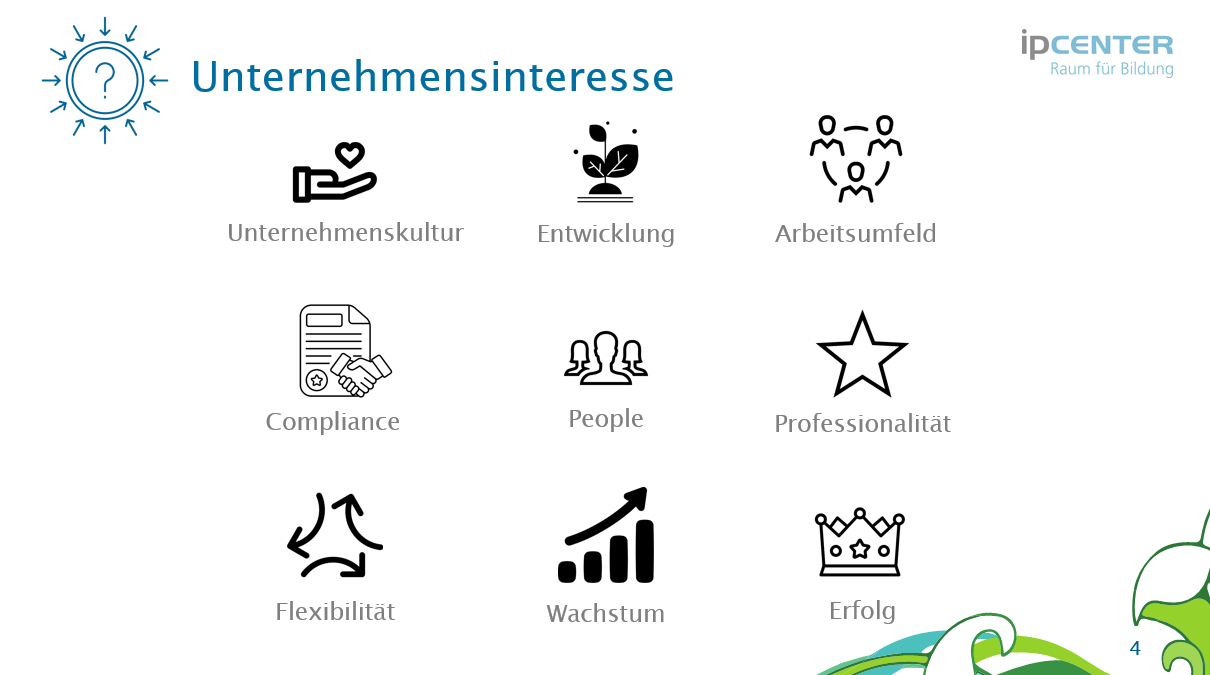 ipCENTER
Raum für Bildung
?
Unternehmensinteresse
Unternehmenskultur
Entwicklung
Arbeitsumfeld
Compliance
People
Professionalität
Flexibilität
Wachstum
Erfolg
4